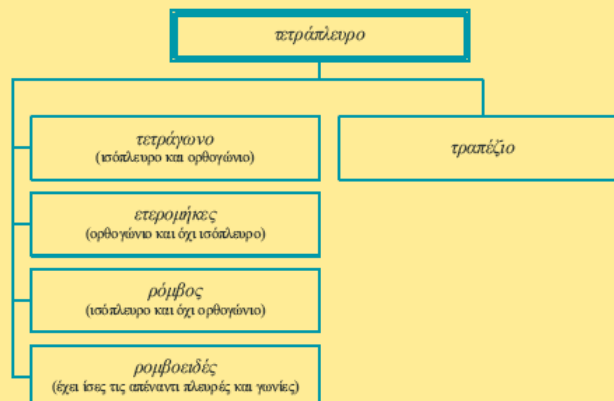 τετράπλευρο
τετράγωνο
(ισόπλευρο και ορθογώνιο)
τραπέζιο
ετερομήκες
(ορθογώνιο και όχι ισόπλευρο)
ρόμβος
(ισόπλευρο και όχι ορθογώνιο)
ρομβοειδές
(έχει ίσες τις απέναντι πλευρές και γωνίες)